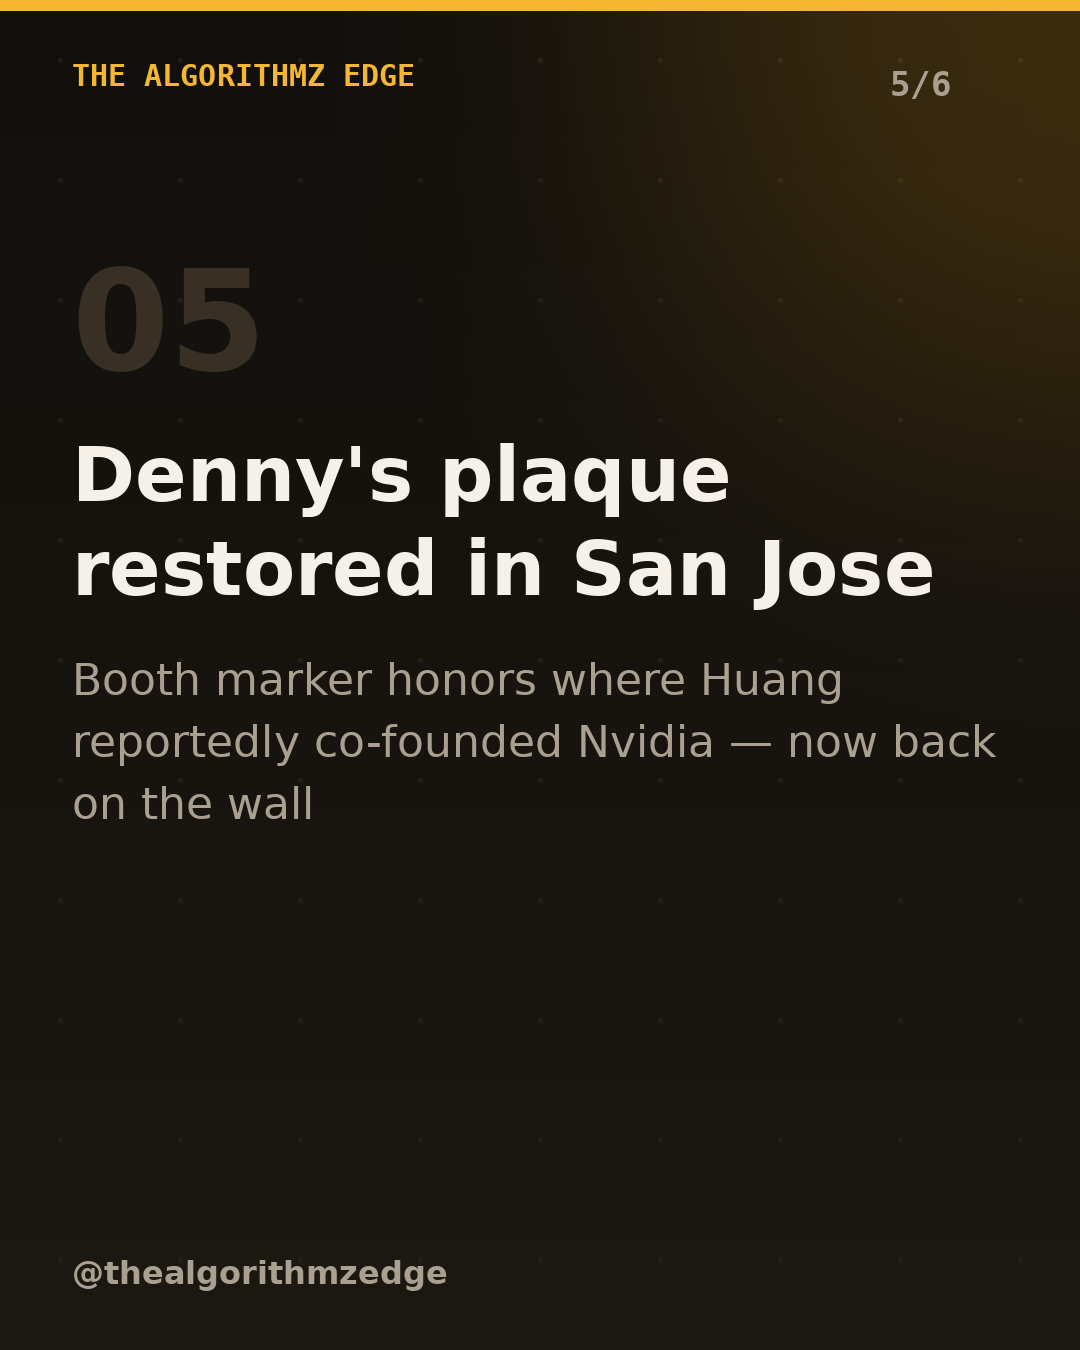 THE ALGORITHMZ EDGE
5/6
05
Denny's plaque
restored in San Jose
Booth marker honors where Huang
reportedly co-founded Nvidia — now back
on the wall
@thealgorithmzedge